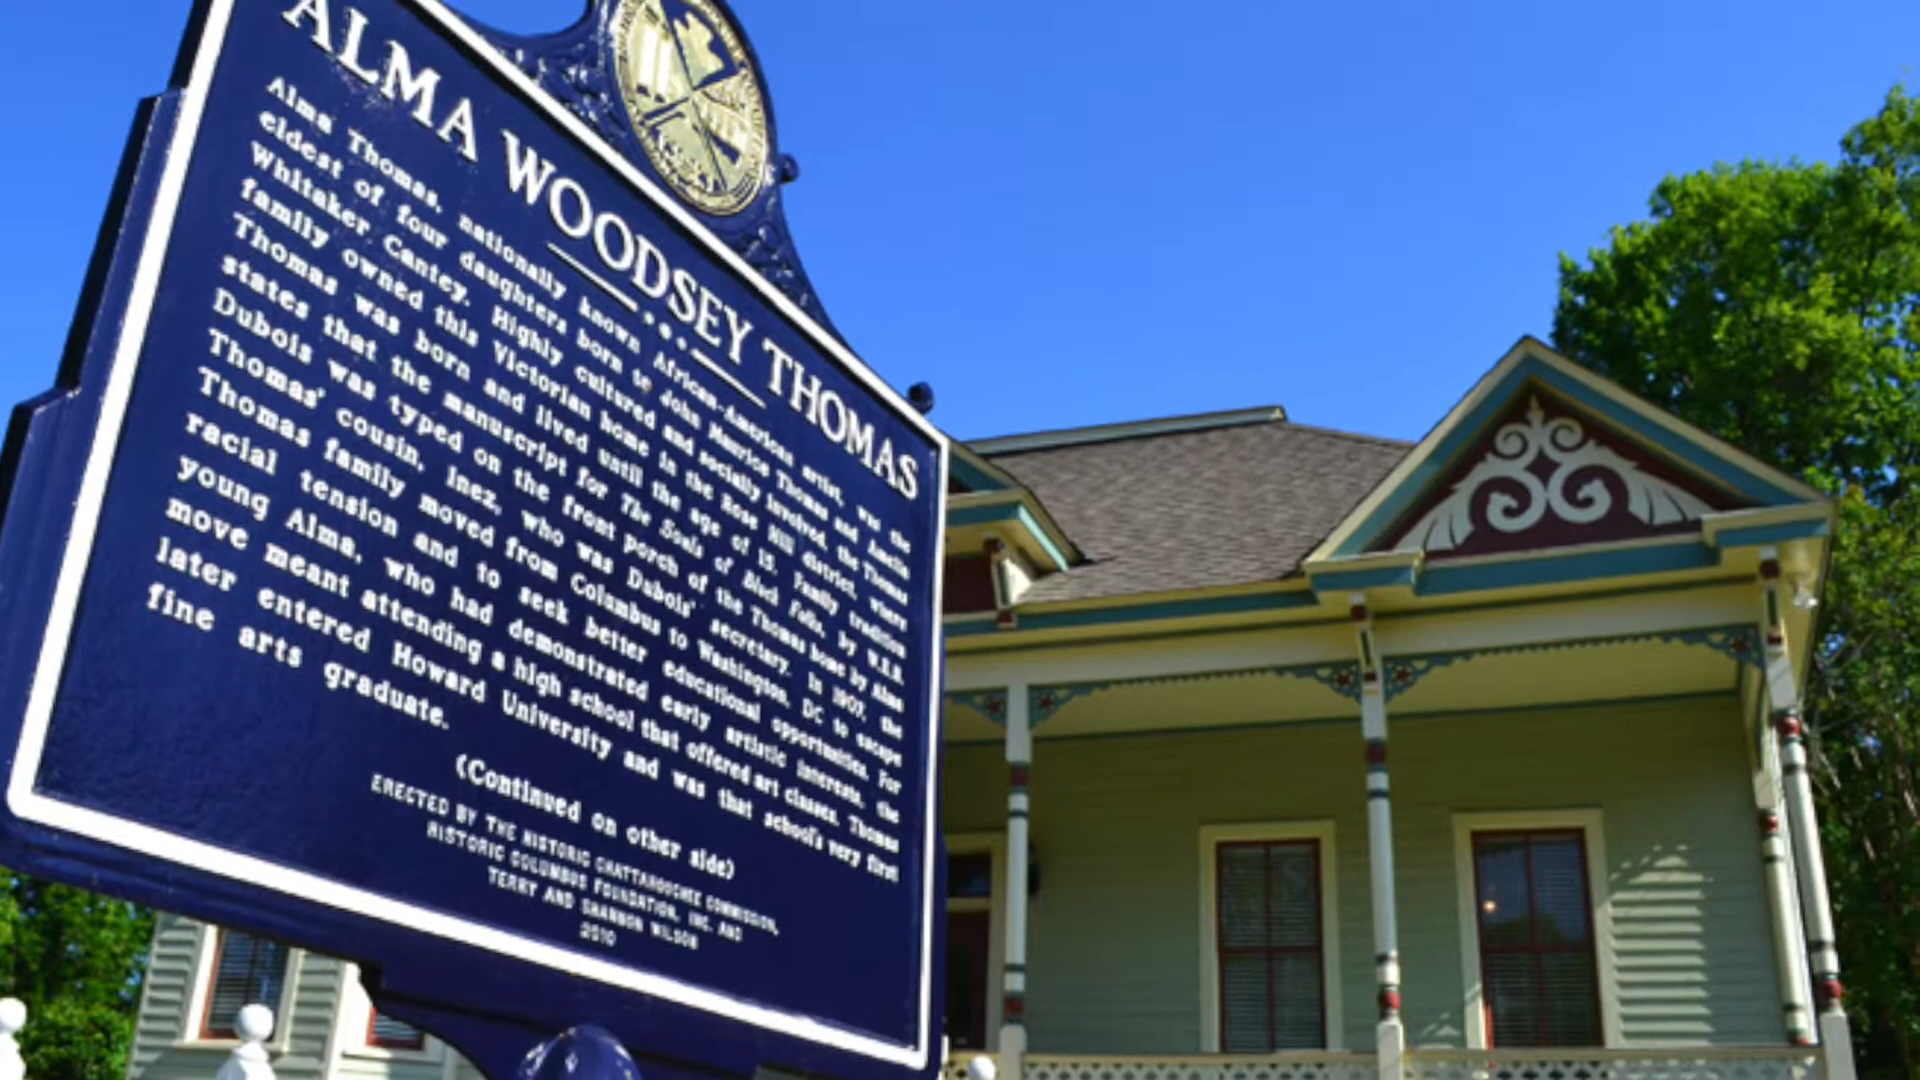 ALMA WOODSEY THOMAS
Alma Thomas, nationally known African-American artist, was the
eldest of four daughters born to John Maurice Thomas and Amelia
Whitaker Cantey. Highly cultured and socially involved, the Thomas
family owned this Victorian home in the Rose Hill district, where
Thomas was born and lived until the age of 15. Family tradition
states that the manuscript for The Souls of Black Folks, by W.E.B.
Dubois was typed on the front porch of the Thomas home by Alma
Thomas' cousin, Inez, who was Dubois' secretary. In 1907, the
Thomas family moved from Columbus to Washington, DC to escape
racial tension and to seek better educational opportunities. For
young Alma, who had demonstrated early artistic interests, the
move meant attending a high school that offered art classes. Thomas
later entered Howard University and was that school's very first
fine arts graduate.
(Continued on other side)
ERECTED BY THE HISTORIC CHATTAHOOCHEE COMMISSION,
HISTORIC COLUMBUS FOUNDATION, INC. AND
TERRY AND SHANNON WILSON
2010